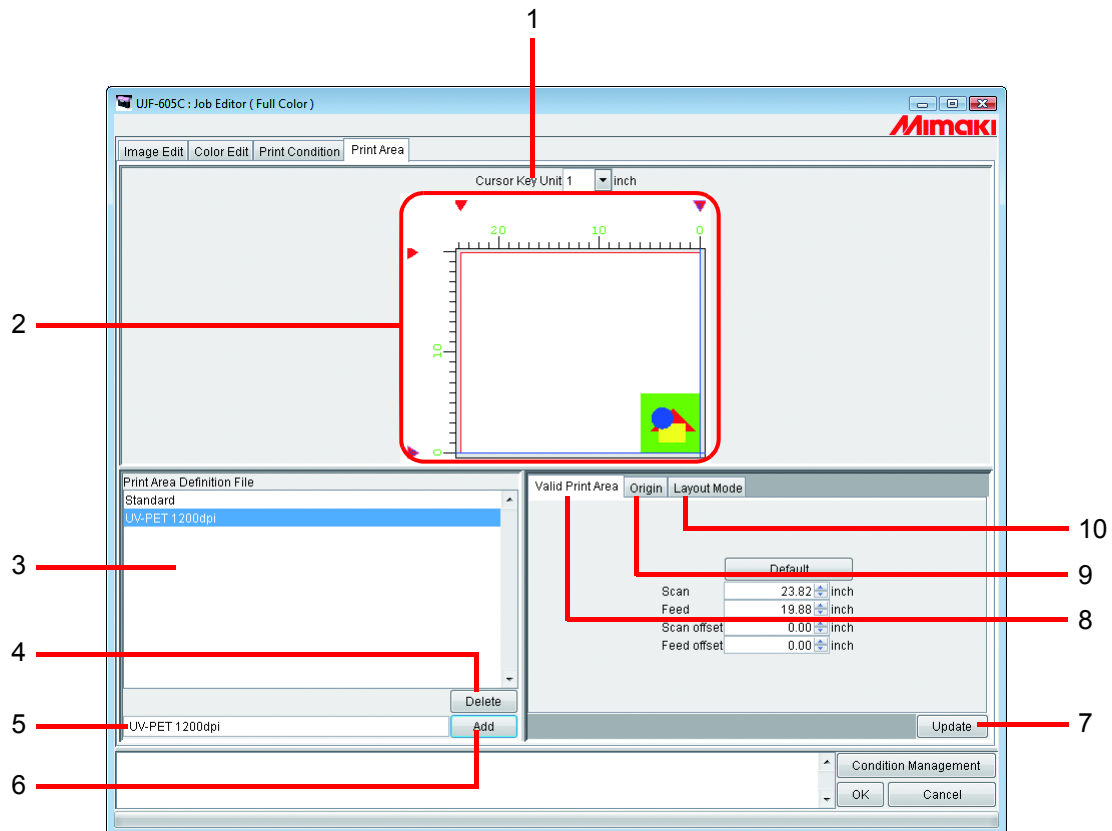 1
UJF-605C : Job Editor ( Full Color )
Mimaki
Image Edit Color Edit Print Condition Print Area
Cursor Key Unit 1 inch
20 10 0
2
10
0
Print Area Definition File
Standard
UV-PET 1200dpi
3
4
Delete
5
UV-PET 1200dpi
Add
6
Valid Print Area Origin Layout Mode
10
Default
9
Scan 23.82 inch
8
Feed 19.88 inch
Scan offset 0.00 inch
Feed offset 0.00 inch
Update
7
Condition Management
OK Cancel